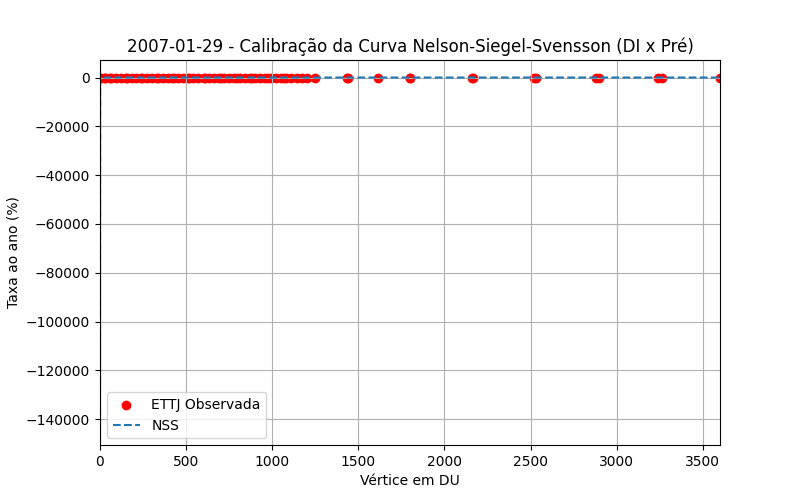 2007-01-29 - Calibração da Curva Nelson-Siegel-Svensson (DI x Pré)
Taxa ao ano (%)
0
−20000
−40000
−60000
−80000
−100000
−120000
−140000
ETTJ Observada
NSS
0 500 1000 1500 2000 2500 3000 3500
Vértice em DU